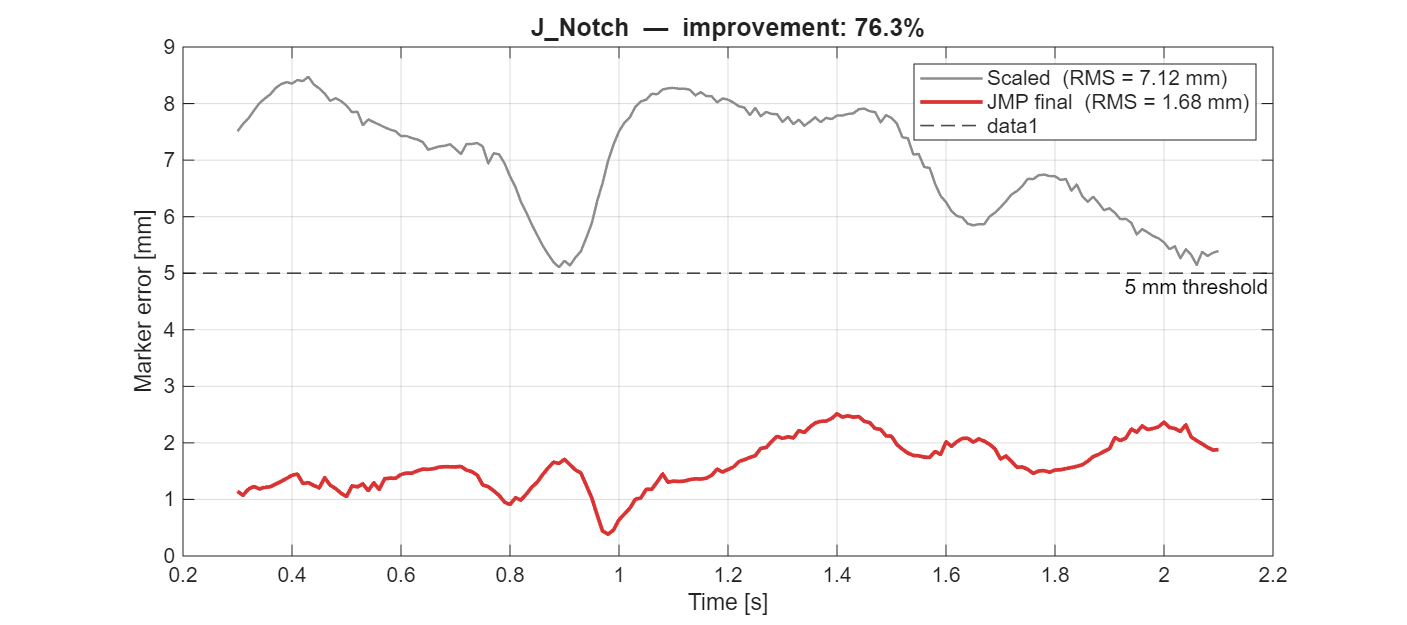 J_Notch — improvement: 76.3%
Scaled (RMS = 7.12 mm)
JMP final (RMS = 1.68 mm)
data1
5 mm threshold
Marker error [mm]
9
8
7
6
5
4
3
2
1
0
0.2 0.4 0.6 0.8 1 1.2 1.4 1.6 1.8 2 2.2
Time [s]